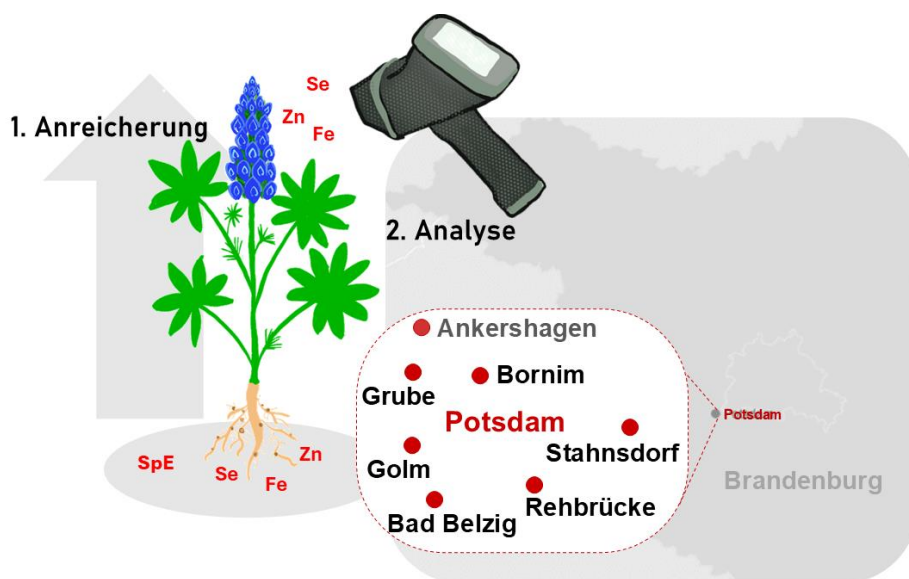 1. Anreicherung
Se
Zn
Fe
2. Analyse
Ankershagen
Grube
Bornim
Potsdam
Stahnsdorf
Golm
Rehbrücke
Bad Belzig
Potsdam
Brandenburg
SpE
Se
Fe
Zn